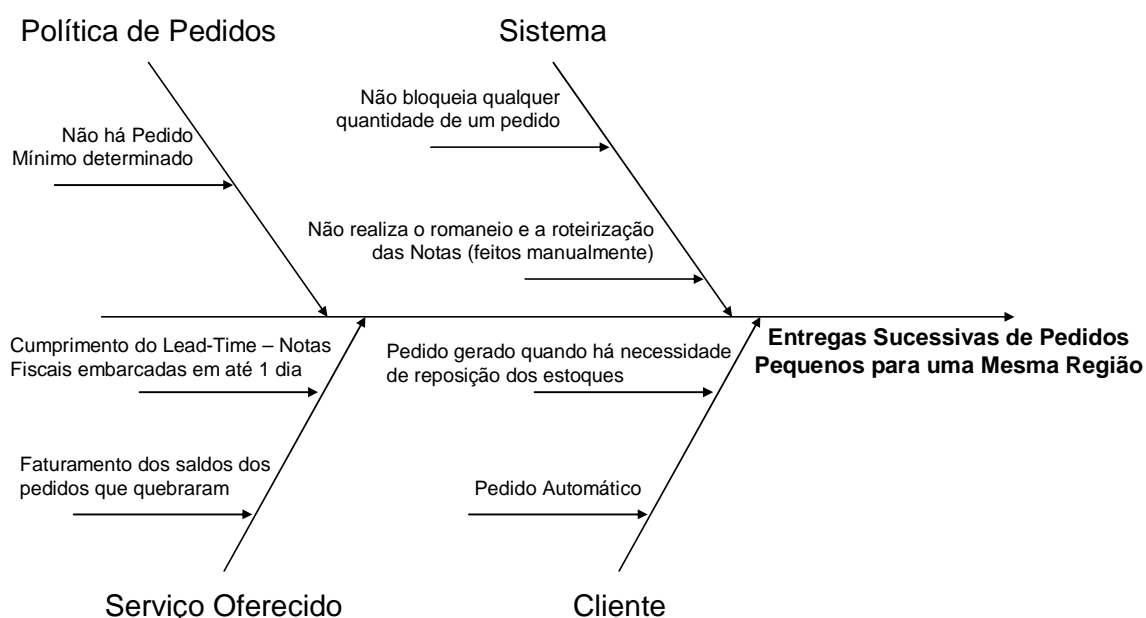 Política de Pedidos
Sistema
Não há Pedido
Mínimo determinado
Não bloqueia qualquer
quantidade de um pedido
Não realiza o romaneio e a roteirização
das Notas (feitos manualmente)
Cumprimento do Lead-Time – Notas
Fiscais embarcadas em até 1 dia
Faturamento dos saldos dos
pedidos que quebraram
Pedido gerado quando há necessidade
de reposição dos estoques
Pedido Automático
Entregas Sucessivas de Pedidos
Pequenos para uma Mesma Região
Serviço Oferecido
Cliente